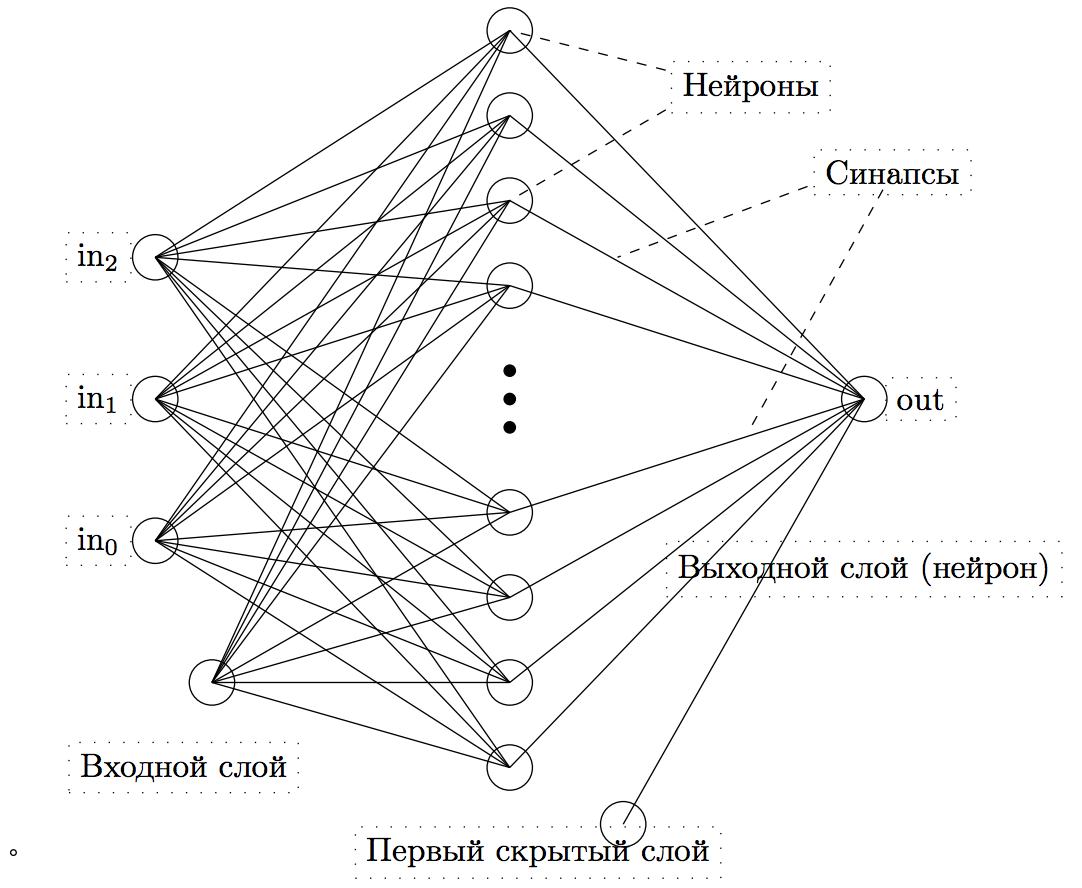 Нейроны
Синапсы
in₂
in₁
out
in₀
Выходной слой (нейрон)
Входной слой
Первый скрытый слой